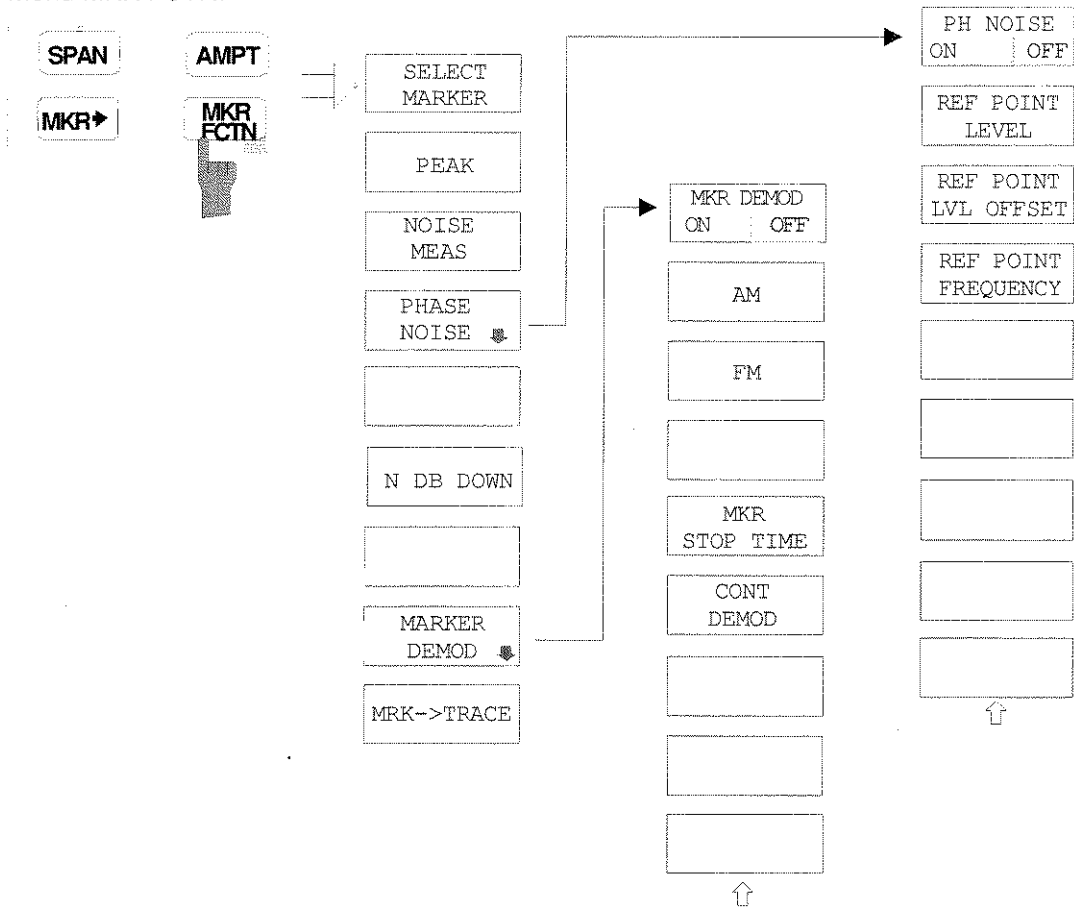 SPAN
AMPT
MKR➔
MKR
FCTN
SELECT
MARKER
PEAK
NOISE
MEAS
PHASE
NOISE
N DB DOWN
MARKER
DEMOD
MRK->TRACE
MKR DEMOD
ON OFF
AM
FM
MKR
STOP TIME
CONT
DEMOD
PH NOISE
ON OFF
REF POINT
LEVEL
REF POINT
LVL OFFSET
REF POINT
FREQUENCY